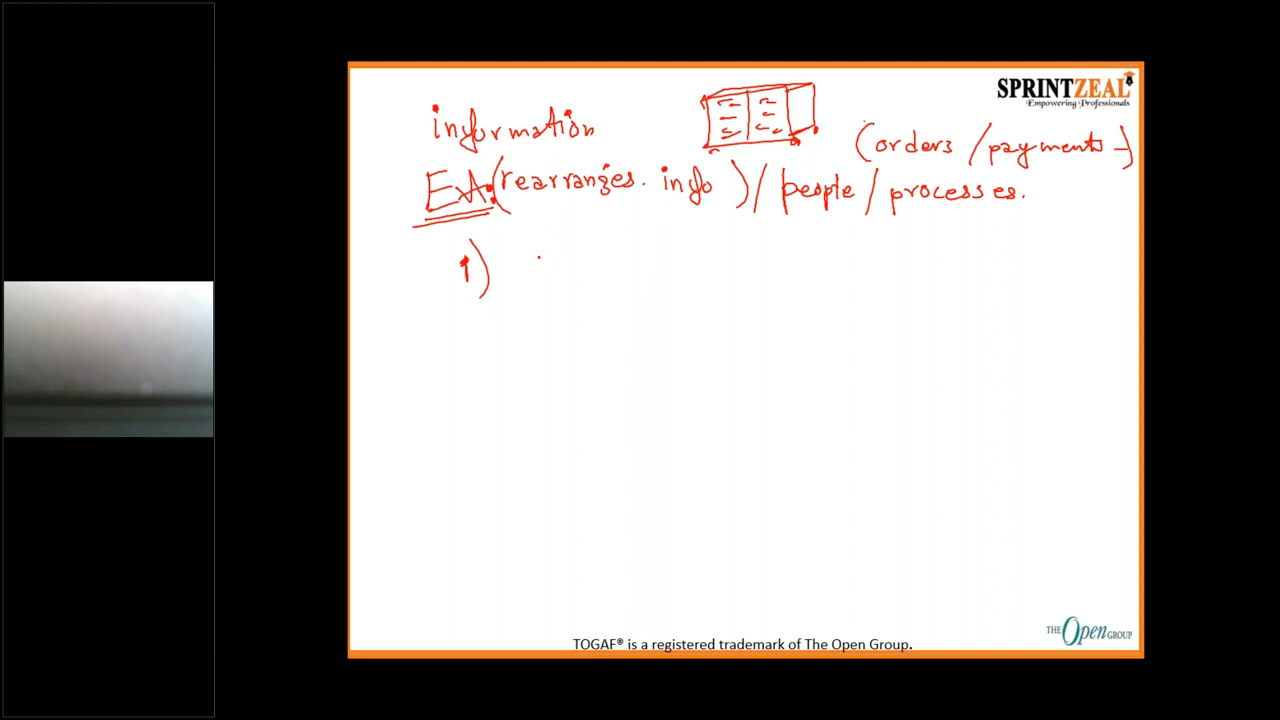 SPRINTZEAL
Empowering Professionals
information
(orders / payments -)
EA: (rearranges. info) / people / processes.
1)
THE Open GROUP
TOGAF® is a registered trademark of The Open Group.